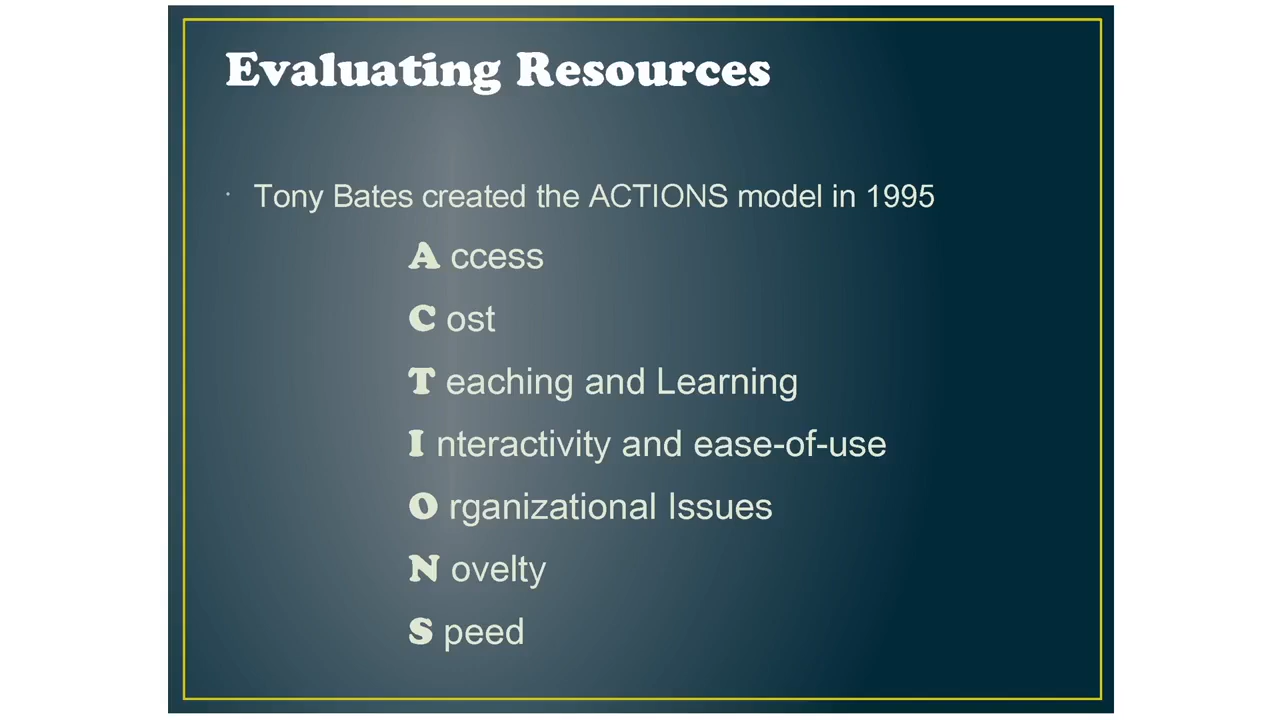 Evaluating Resources
· Tony Bates created the ACTIONS model in 1995
A ccess
C ost
T eaching and Learning
I nteractivity and ease-of-use
O rganizational Issues
N ovelty
S peed